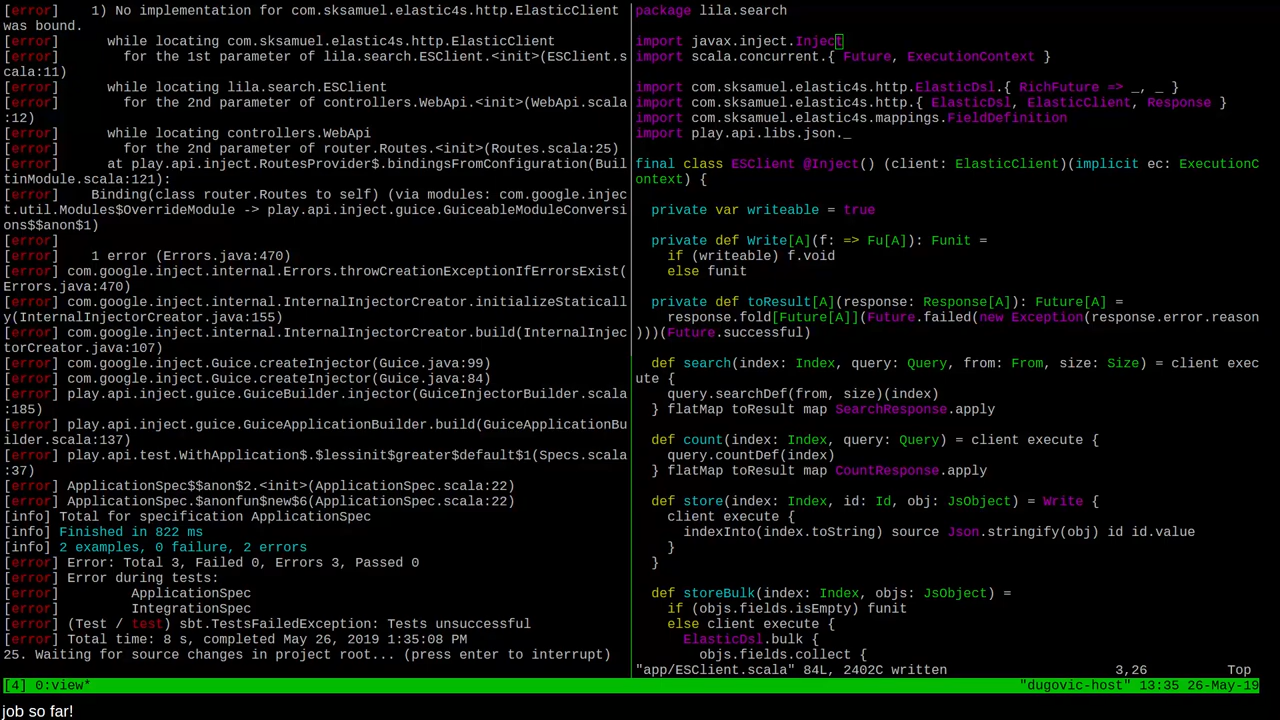 [error]    1) No implementation for com.sksamuel.elastic4s.http.ElasticClient
was bound.
[error]      while locating com.sksamuel.elastic4s.http.ElasticClient
[error]        for the 1st parameter of lila.search.ESClient.<init>(ESClient.s
cala:11)
[error]      while locating lila.search.ESClient
[error]        for the 2nd parameter of controllers.WebApi.<init>(WebApi.scala
:12)
[error]      while locating controllers.WebApi
[error]        for the 2nd parameter of router.Routes.<init>(Routes.scala:25)
[error]      at play.api.inject.RoutesProvider$.bindingsFromConfiguration(Buil
tinModule.scala:121):
[error]    Binding(class router.Routes to self) (via modules: com.google.injec
t.util.Modules$OverrideModule -> play.api.inject.guice.GuiceableModuleConversi
ons$$anon$1)
[error]
[error]    1 error (Errors.java:470)
[error] com.google.inject.internal.Errors.throwCreationExceptionIfErrorsExist(
Errors.java:470)
[error] com.google.inject.internal.InternalInjectorCreator.initializeStaticall
y(InternalInjectorCreator.java:155)
[error] com.google.inject.internal.InternalInjectorCreator.build(InternalInjec
torCreator.java:107)
[error] com.google.inject.Guice.createInjector(Guice.java:99)
[error] com.google.inject.Guice.createInjector(Guice.java:84)
[error] play.api.inject.guice.GuiceBuilder.injector(GuiceInjectorBuilder.scala
:185)
[error] play.api.inject.guice.GuiceApplicationBuilder.build(GuiceApplicationBu
ilder.scala:137)
[error] play.api.test.WithApplication$.$lessinit$greater$default$1(Specs.scala
:37)
[error] ApplicationSpec$$anon$2.<init>(ApplicationSpec.scala:22)
[error] ApplicationSpec.$anonfun$new$6(ApplicationSpec.scala:22)
[info] Total for specification ApplicationSpec
[info] Finished in 822 ms
[info] 2 examples, 0 failure, 2 errors
[error] Error: Total 3, Failed 0, Errors 3, Passed 0
[error] Error during tests:
[error]         ApplicationSpec
[error]         IntegrationSpec
[error] (Test / test) sbt.TestsFailedException: Tests unsuccessful
[error] Total time: 8 s, completed May 26, 2019 1:35:08 PM
25. Waiting for source changes in project root... (press enter to interrupt)
package lila.search
import javax.inject.Inject
import scala.concurrent.{ Future, ExecutionContext }
import com.sksamuel.elastic4s.http.ElasticDsl.{ RichFuture => _, _ }
import com.sksamuel.elastic4s.http.{ ElasticDsl, ElasticClient, Response }
import com.sksamuel.elastic4s.mappings.FieldDefinition
import play.api.libs.json._
final class ESClient @Inject() (client: ElasticClient)(implicit ec: ExecutionC
ontext) {
  private var writeable = true
  private def Write[A](f: => Fu[A]): Funit =
    if (writeable) f.void
    else funit
  private def toResult[A](response: Response[A]): Future[A] =
    response.fold[Future[A]](Future.failed(new Exception(response.error.reason
)))(Future.successful)
  def search(index: Index, query: Query, from: From, size: Size) = client exec
ute {
    query.searchDef(from, size)(index)
  } flatMap toResult map SearchResponse.apply
  def count(index: Index, query: Query) = client execute {
    query.countDef(index)
  } flatMap toResult map CountResponse.apply
  def store(index: Index, id: Id, obj: JsObject) = Write {
    client execute {
      indexInto(index.toString) source Json.stringify(obj) id id.value
    }
  }
  def storeBulk(index: Index, objs: JsObject) =
    if (objs.fields.isEmpty) funit
    else client execute {
      ElasticDsl.bulk {
        objs.fields.collect {
"app/ESClient.scala" 84L, 2402C written                     3,26          Top
[4] 0:view*                                "dugovic-host" 13:35 26-May-19
job so far!